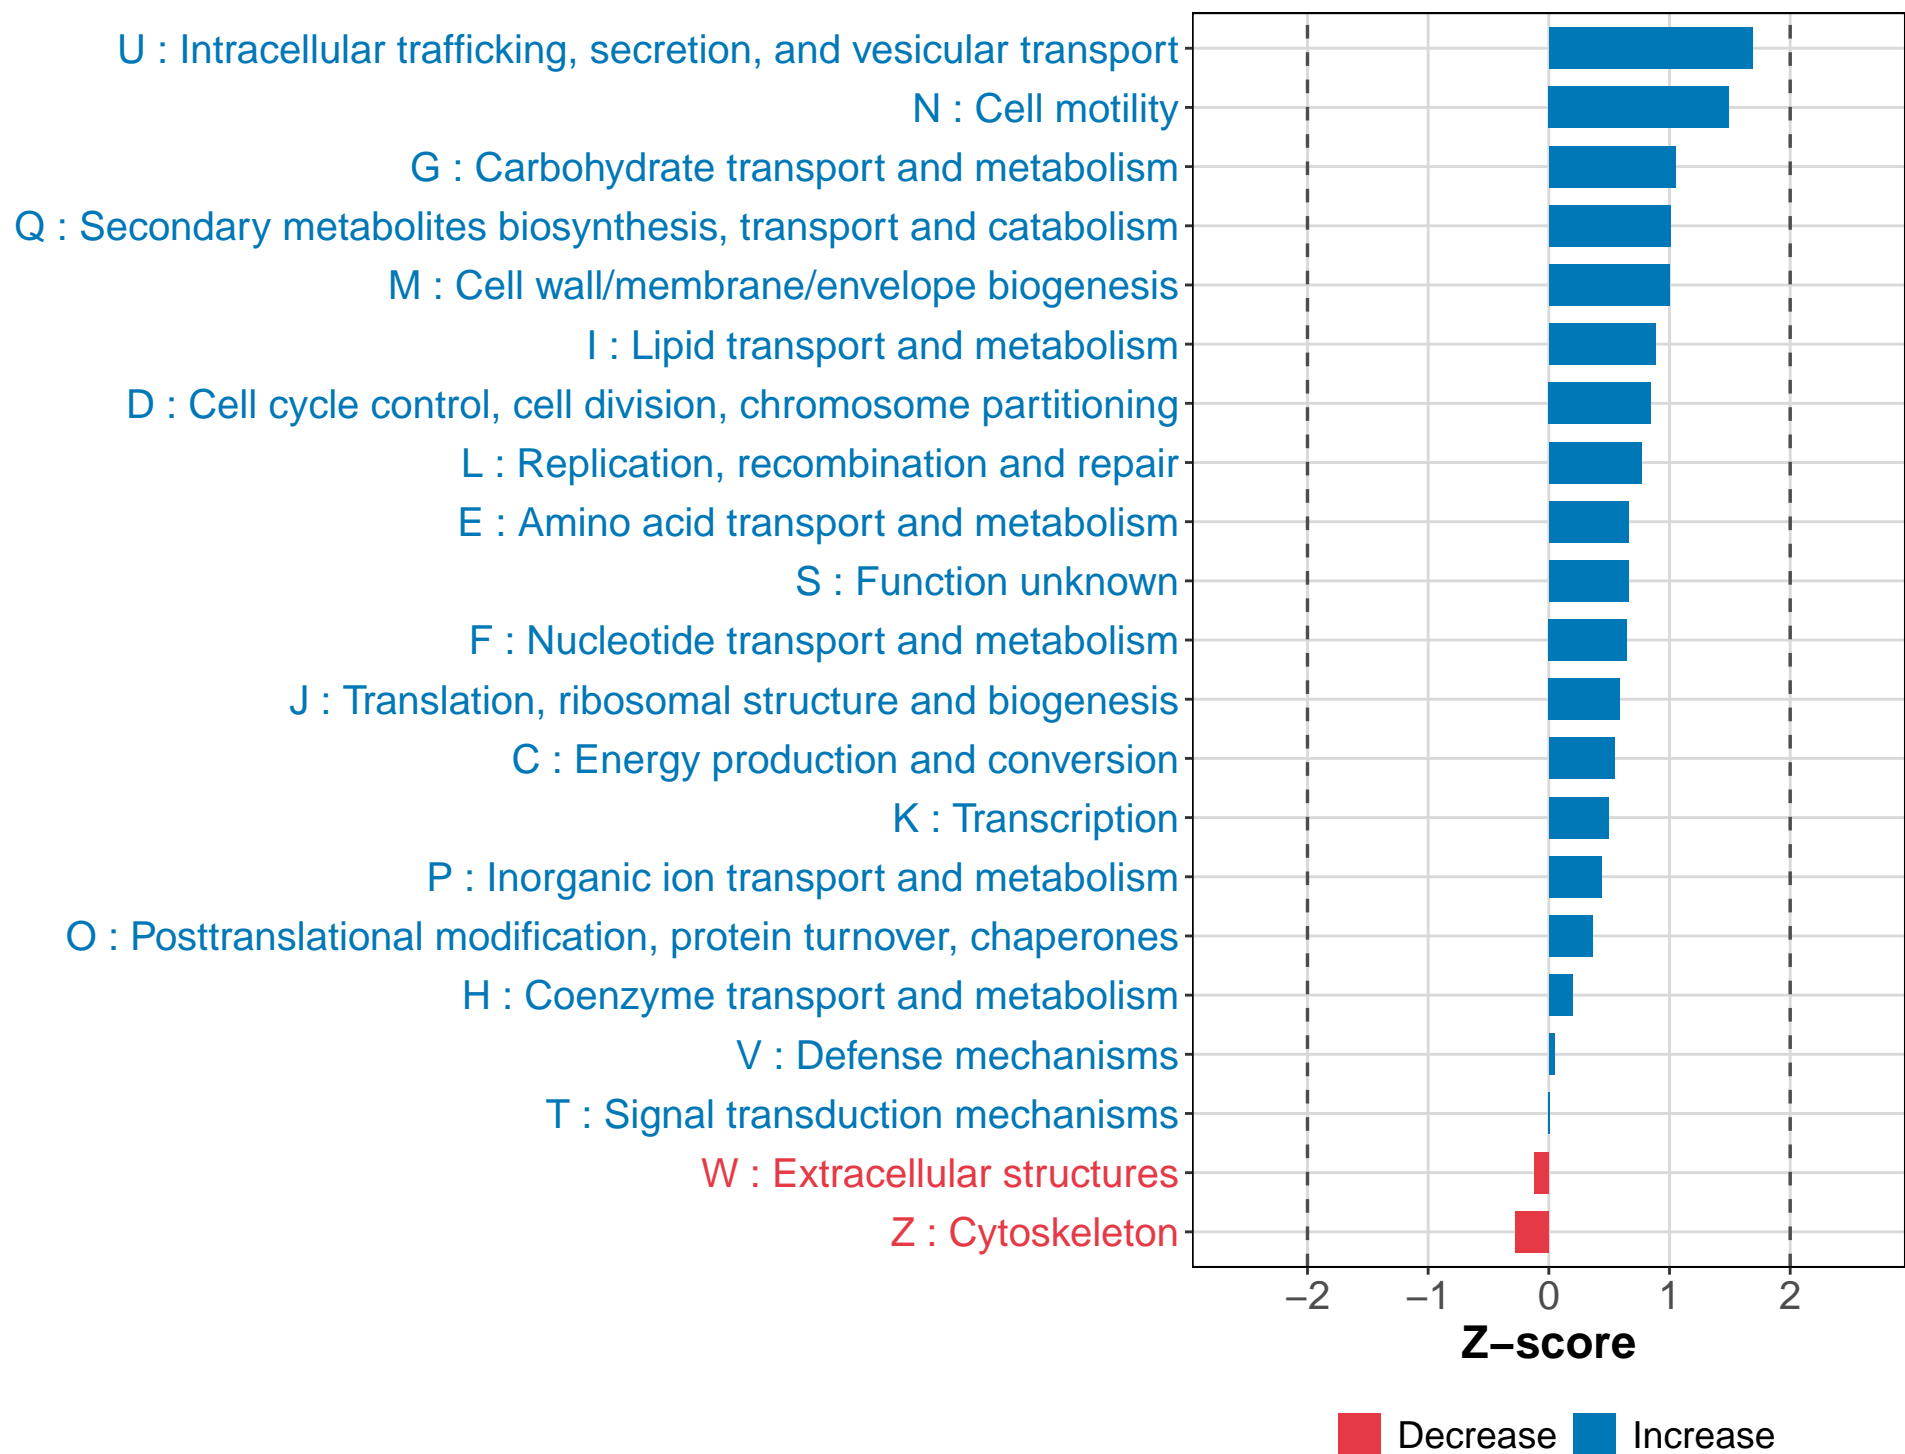 U : Intracellular trafficking, secretion, and vesicular transport
N : Cell motility
G : Carbohydrate transport and metabolism
Q : Secondary metabolites biosynthesis, transport and catabolism
M : Cell wall/membrane/envelope biogenesis
I : Lipid transport and metabolism
D : Cell cycle control, cell division, chromosome partitioning
L : Replication, recombination and repair
E : Amino acid transport and metabolism
S : Function unknown
F : Nucleotide transport and metabolism
J : Translation, ribosomal structure and biogenesis
C : Energy production and conversion
K : Transcription
P : Inorganic ion transport and metabolism
O : Posttranslational modification, protein turnover, chaperones
H : Coenzyme transport and metabolism
V : Defense mechanisms
T : Signal transduction mechanisms
W : Extracellular structures
Z : Cytoskeleton
−2 −1 0 1 2
Z−score
Decrease Increase